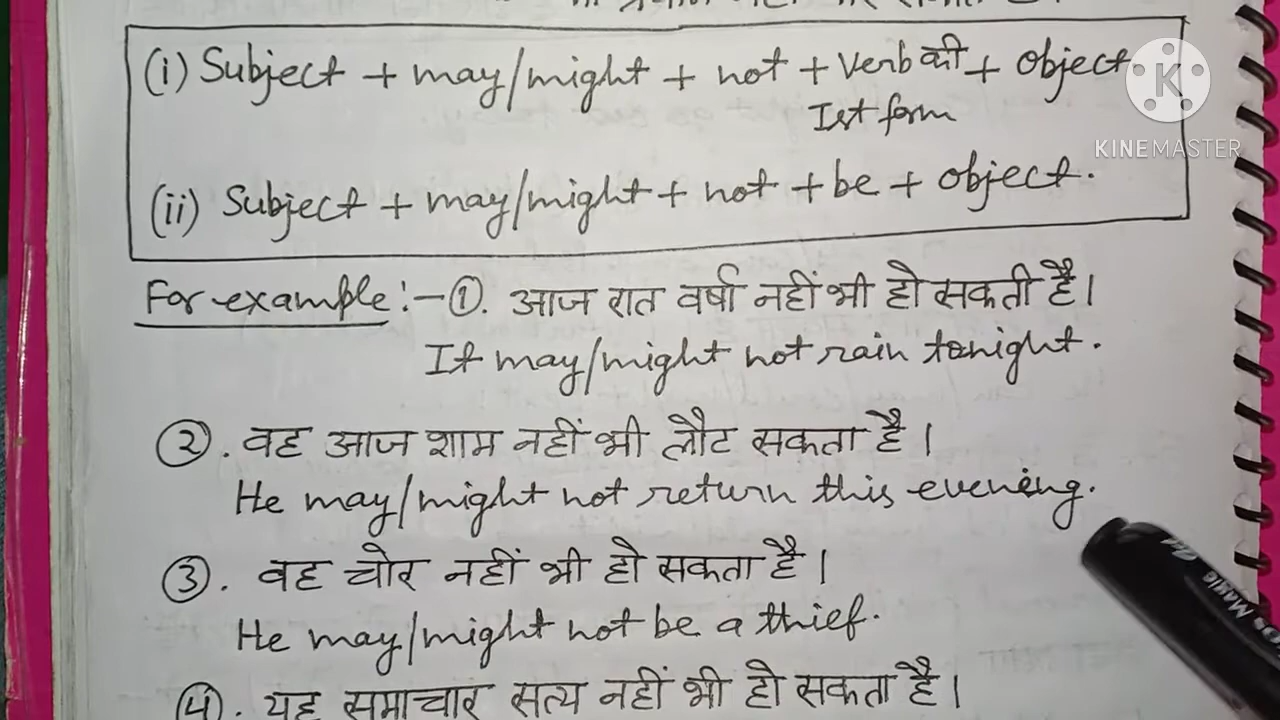 (i) Subject + may/might + not + verb की + object
Ist form
(ii) Subject + may/might + not + be + object.
For example:- ①. आज रात वर्षा नहीं भी हो सकती है।
It may/might not rain tonight.
②. वह आज शाम नहीं भी लौट सकता है।
He may/might not return this evening.
③. वह चोर नहीं भी हो सकता है।
He may/might not be a thief.
④. यह समाचार सत्य नहीं भी हो सकता है।
K
KINEMASTER